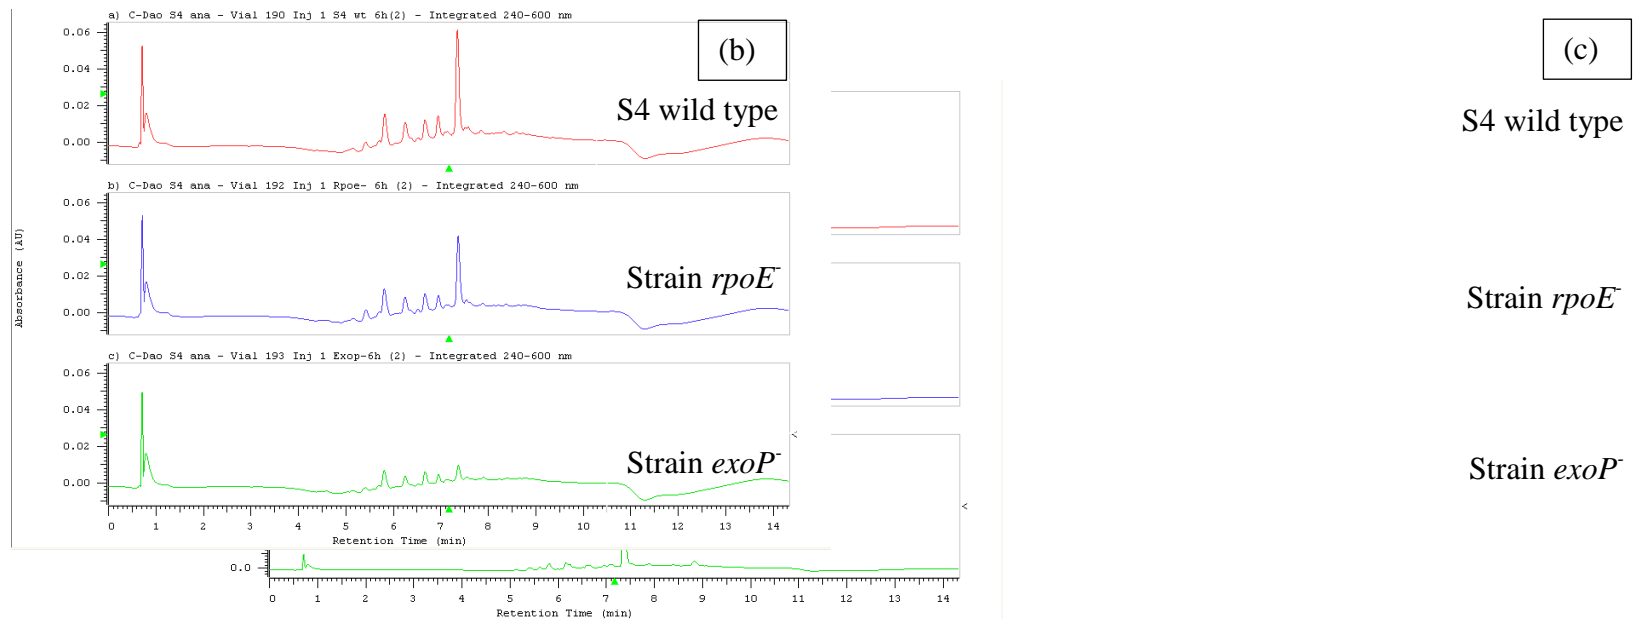 a) C-Dao S4 ana - Vial 190 Inj 1 S4 wt 6h(2) - Integrated 240-600 nm
(b)
(c)
0.06
0.04
0.02
0.00
S4 wild type
S4 wild type
b) C-Dao S4 ana - Vial 192 Inj 1 Rpoe- 6h (2) - Integrated 240-600 nm
0.06
0.04
0.02
0.00
Absorbance (AU)
Strain rpoE-
Strain rpoE-
c) C-Dao S4 ana - Vial 193 Inj 1 Exop-6h (2) - Integrated 240-600 nm
0.06
0.04
0.02
0.00
Strain exoP-
Strain exoP-
0 1 2 3 4 5 6 7 8 9 10 11 12 13 14
Retention Time (min)
0.0
0 1 2 3 4 5 6 7 8 9 10 11 12 13 14
Retention Time (min)